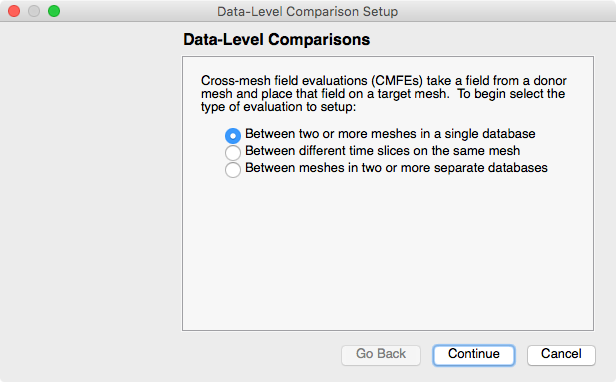 Data-Level Comparison Setup
Data-Level Comparisons
Cross-mesh field evaluations (CMFEs) take a field from a donor
mesh and place that field on a target mesh.  To begin select the
type of evaluation to setup:
Between two or more meshes in a single database
Between different time slices on the same mesh
Between meshes in two or more separate databases
Go Back
Continue
Cancel